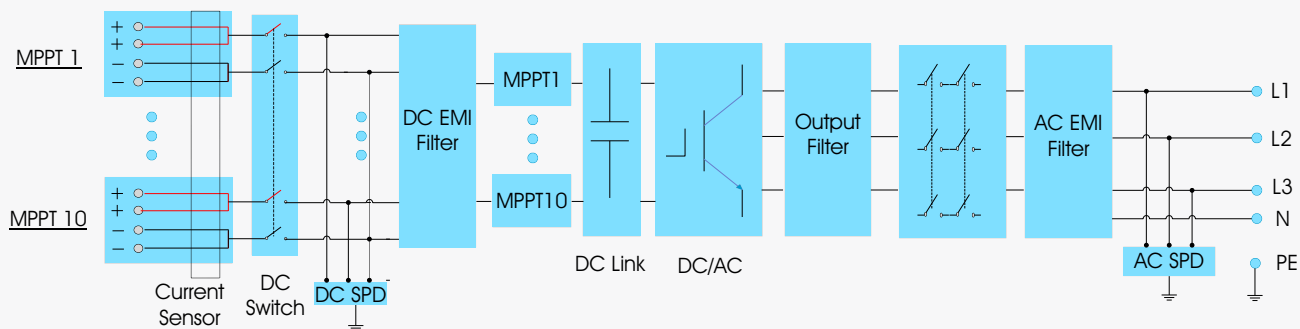 MPPT 1
+
+
−
−
MPPT 10
+
+
−
−
Current
Sensor
DC
Switch
DC SPD
DC EMI
Filter
MPPT1
MPPT10
DC Link
DC/AC
Output
Filter
AC EMI
Filter
AC SPD
L1
L2
L3
N
PE